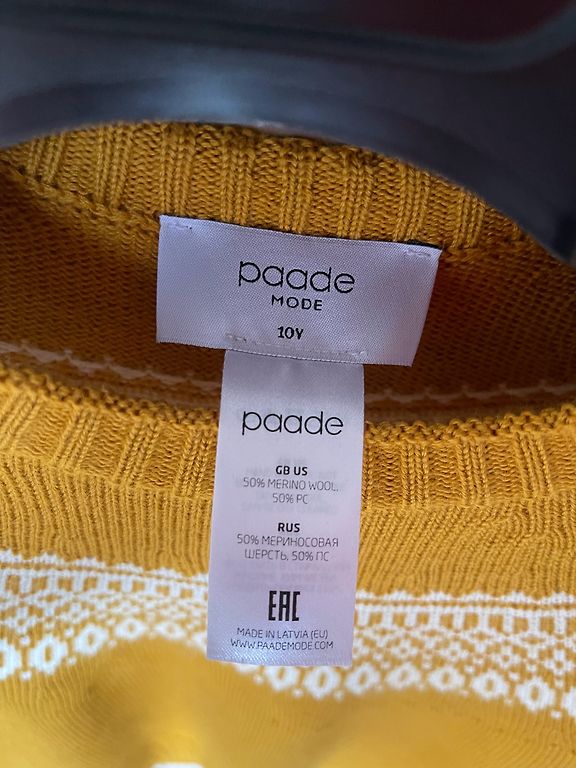 paade
MODE
10Y
paade
GB US
50% MERINO WOOL,
50% PC
RUS
50% МЕРИНОСОВАЯ
ШЕРСТЬ, 50% ПС
EAC
MADE IN LATVIA (EU)
WWW.PAADEMODE.COM